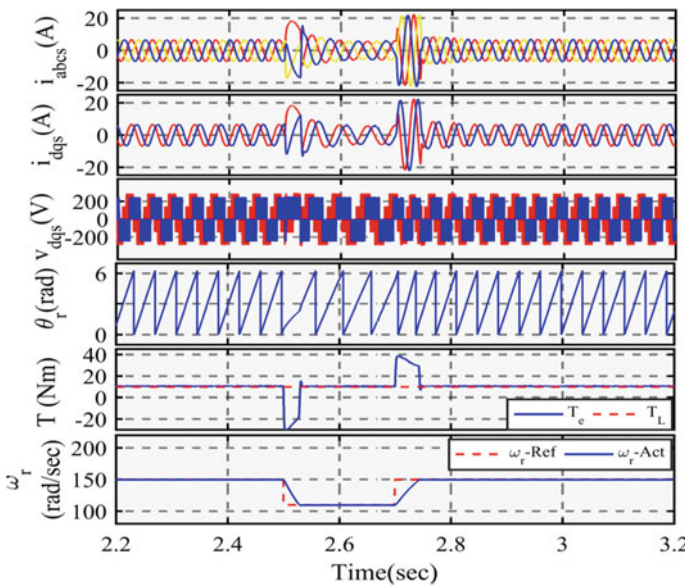 i_abcs(A)
20
0
-20
i_dqs(A)
20
0
-20
v_dqs(V)
200
0
-200
θ_r(rad)
6
0
T (Nm)
40
20
0
-20
T_e
T_L
ω_r
(rad/sec)
200
150
100
ω_r-Ref
ω_r-Act
2.2
2.4
2.6
2.8
3
3.2
Time(sec)